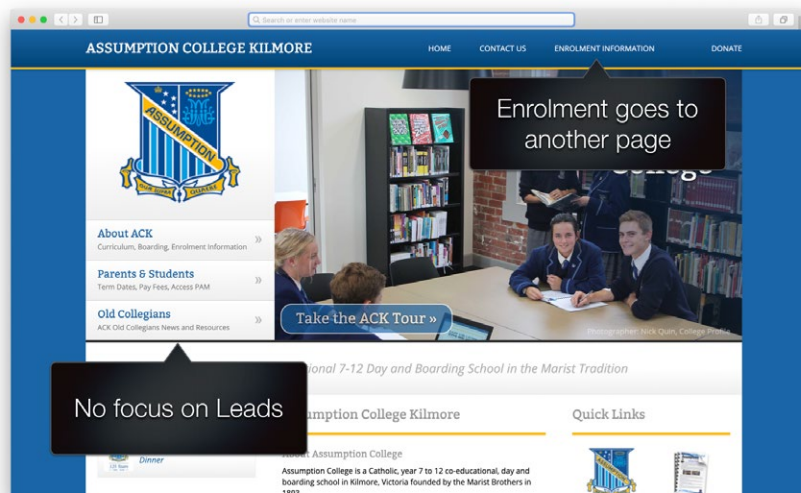 Search or enter website name
ASSUMPTION COLLEGE KILMORE
HOME
CONTACT US
ENROLMENT INFORMATION
DONATE
Enrolment goes to
another page
College
ASSUMPTION
About ACK
Curriculum, Boarding, Enrolment Information
Parents & Students
Term Dates, Pay Fees, Access PAM
Old Collegians
ACK Old Collegians News and Resources
Take the ACK Tour »
Photographer: Nick Quin, College Profile
No focus on Leads
7-12 Day and Boarding School in the Marist Tradition
Assumption College Kilmore
Quick Links
Dinner
About Assumption College
Assumption College is a Catholic, year 7 to 12 co-educational, day and
boarding school in Kilmore, Victoria founded by the Marist Brothers in
1893